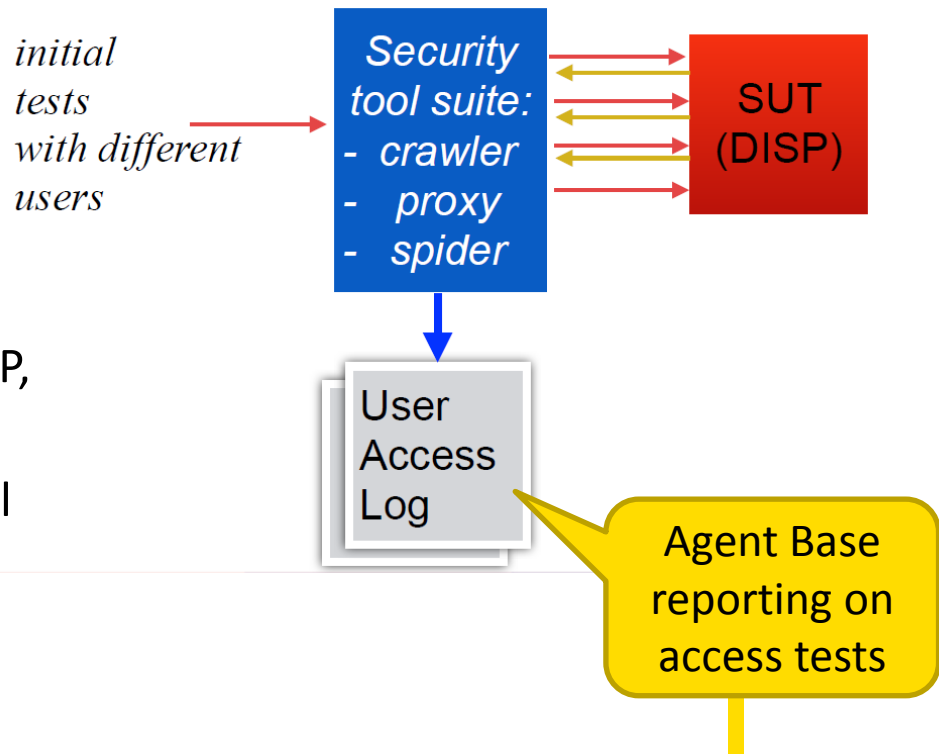 initial
tests
with different
users
Security
tool suite:
- crawler
- proxy
- spider
SUT
(DISP)
P,
l
User
Access
Log
Agent Base
reporting on
access tests